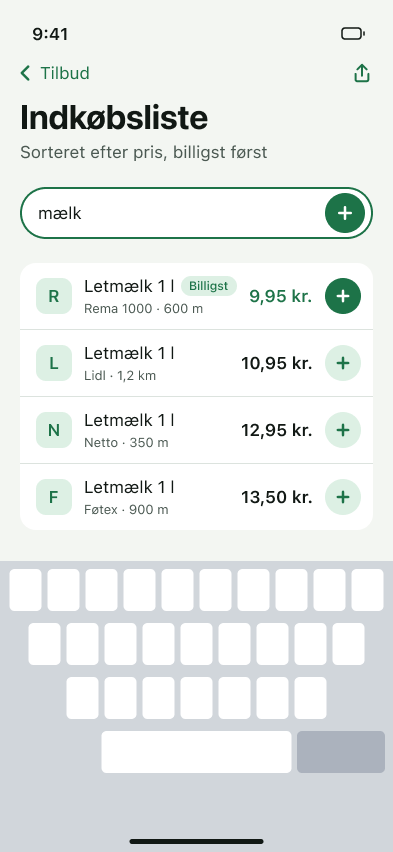 9:41
Tilbud
Indkøbsliste
Sorteret efter pris, billigst først
mælk
R Letmælk 1 l Billigst 9,95 kr.
Rema 1000 · 600 m
L Letmælk 1 l 10,95 kr.
Lidl · 1,2 km
N Letmælk 1 l 12,95 kr.
Netto · 350 m
F Letmælk 1 l 13,50 kr.
Føtex · 900 m